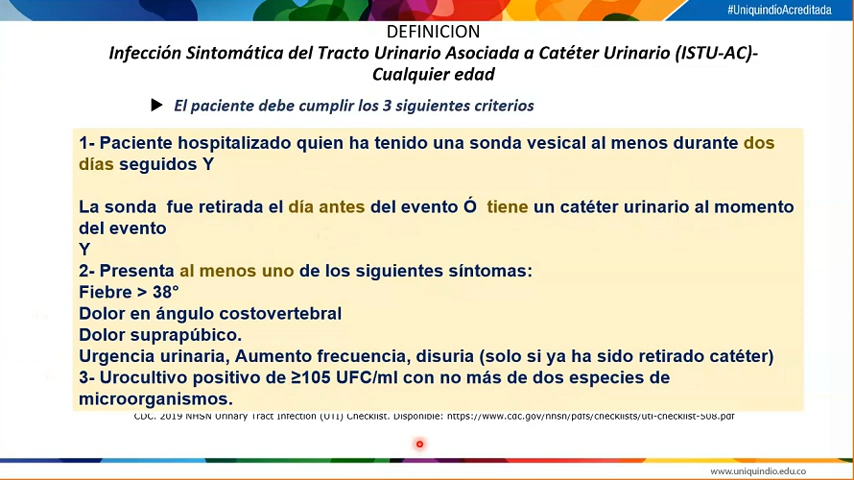 #UniquindíoAcreditada
DEFINICION
Infección Sintomática del Tracto Urinario Asociada a Catéter Urinario (ISTU-AC)-
Cualquier edad
El paciente debe cumplir los 3 siguientes criterios
1- Paciente hospitalizado quien ha tenido una sonda vesical al menos durante dos
días seguidos Y
La sonda fue retirada el día antes del evento Ó tiene un catéter urinario al momento
del evento
Y
2- Presenta al menos uno de los siguientes síntomas:
Fiebre > 38°
Dolor en ángulo costovertebral
Dolor suprapúbico.
Urgencia urinaria, Aumento frecuencia, disuria (solo si ya ha sido retirado catéter)
3- Urocultivo positivo de ≥105 UFC/ml con no más de dos especies de
microorganismos.
CDC. 2019 NHSN Urinary Tract Infection (UTI) Checklist. Disponible: https://www.cdc.gov/nhsn/pdfs/checklists/uti-checklist-508.pdf
www.uniquindio.edu.co